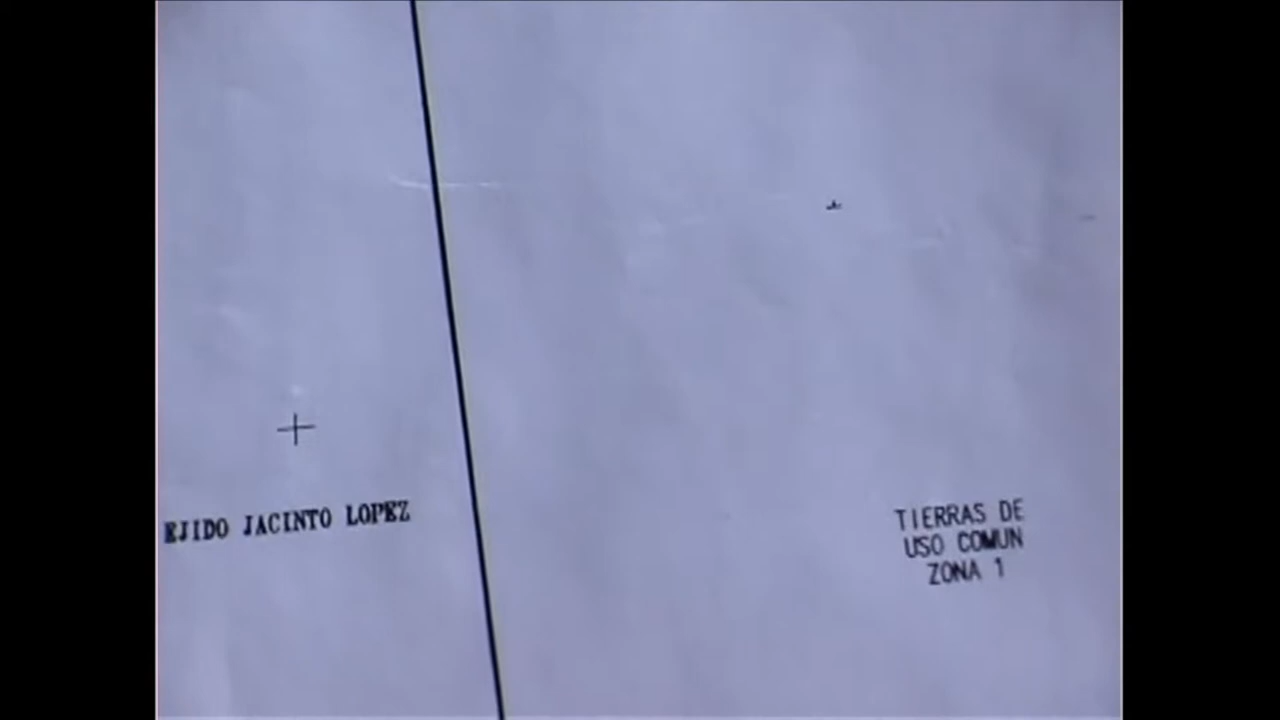 EJIDO JACINTO LOPEZ
TIERRAS DE
USO COMUN
ZONA 1